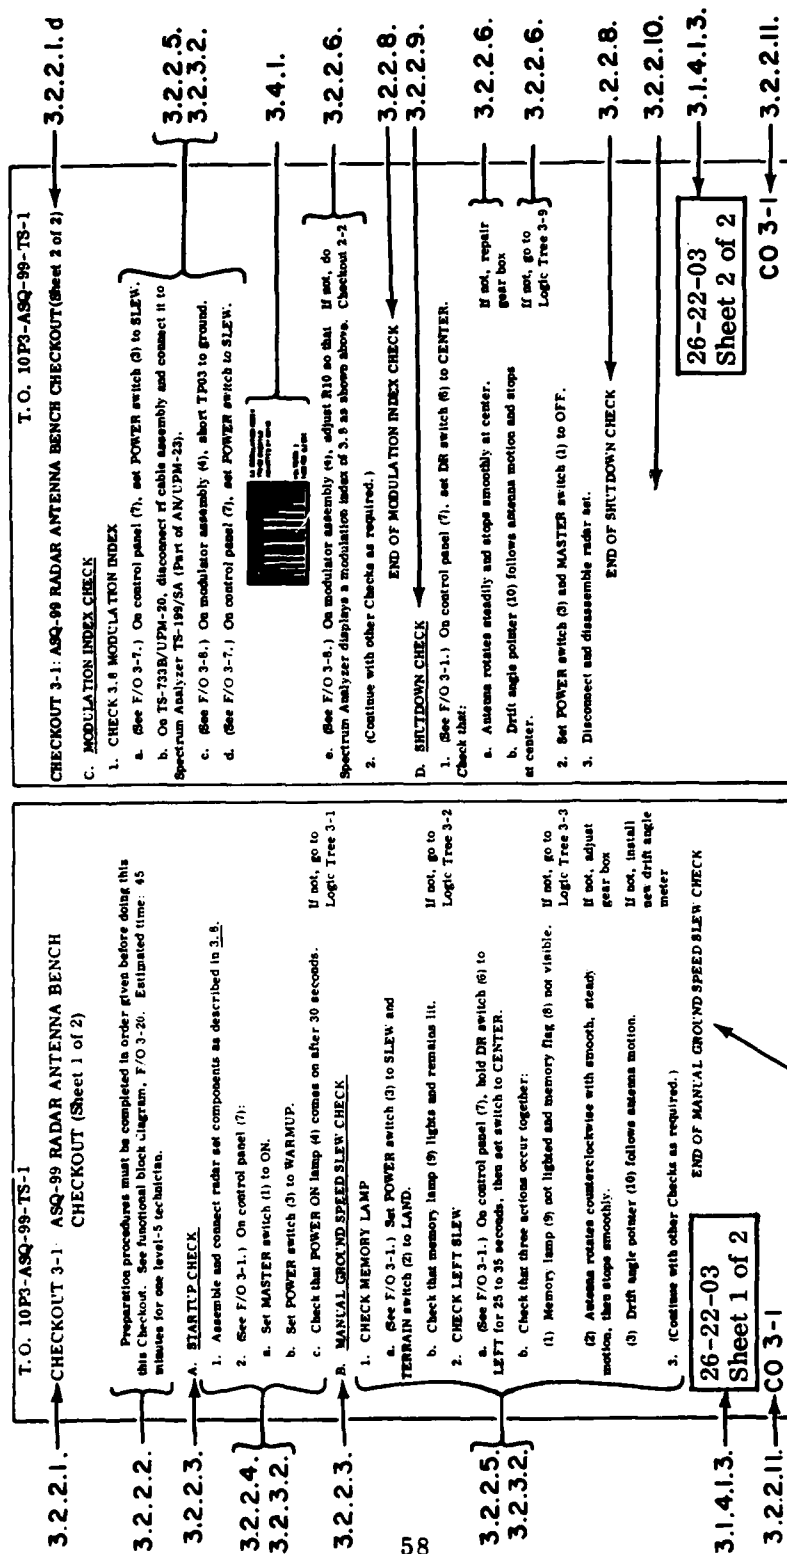 T.O. 10P3-ASQ-99-TS-1
3.2.2.1.
CHECKOUT 3-1: ASQ-99 RADAR ANTENNA BENCH
CHECKOUT (Sheet 1 of 2)
3.2.2.2.
Preparation procedures must be completed in order given before doing this
this Checkout. See functional block diagram, F/O 3-20. Estimated time: 45
minutes for one level-5 technician.
3.2.2.3.
A. STARTUP CHECK
3.2.2.4.
3.2.3.2.
1. Assemble and connect radar set components as described in 3.8.
2. (See F/O 3-1.) On control panel (7):
a. Set MASTER switch (1) to ON.
b. Set POWER switch (3) to WARMUP.
c. Check that POWER ON lamp (4) comes on after 30 seconds.
If not, go to
Logic Tree 3-1
3.2.2.3.
B. MANUAL GROUND SPEED SLEW CHECK
3.2.2.5.
3.2.3.2.
1. CHECK MEMORY LAMP
a. (See F/O 3-1.) Set POWER switch (3) to SLEW and
TERRAIN switch (2) to LAND.
b. Check that memory lamp (9) lights and remains lit.
If not, go to
Logic Tree 3-2
2. CHECK LEFT SLEW
a. (See F/O 3-1.) On control panel (7), hold DR switch (6) to
LEFT for 25 to 35 seconds, then set switch to CENTER.
b. Check that three actions occur together:
(1) Memory lamp (9) not lighted and memory flag (8) not visible.
If not, go to
Logic Tree 3-3
(2) Antenna rotates counterclockwise with smooth, steady
motion, then stops smoothly.
If not, adjust
gear box
(3) Drift angle pointer (10) follows antenna motion.
If not, install
new drift angle
meter
3. (Continue with other Checks as required.)
END OF MANUAL GROUND SPEED SLEW CHECK
3.1.4.1.3.
26-22-03
Sheet 1 of 2
3.2.2.11.
CO 3-1
58
T.O. 10P3-ASQ-99-TS-1
CHECKOUT 3-1: ASQ-99 RADAR ANTENNA BENCH CHECKOUT (Sheet 2 of 2)
3.2.2.1.d
C. MODULATION INDEX CHECK
1. CHECK 3.8 MODULATION INDEX
a. (See F/O 3-7.) On control panel (7), set POWER switch (3) to SLEW.
b. On TS-733B/UPM-20, disconnect rf cable assembly and connect it to
Spectrum Analyzer TS-199/SA (Part of AN/UPM-23).
c. (See F/O 3-8.) On modulator assembly (4), short TP03 to ground.
d. (See F/O 3-7.) On control panel (7), set POWER switch to SLEW.
3.2.2.5.
3.2.3.2.
3.4.1.
e. (See F/O 3-8.) On modulator assembly (4), adjust R10 so that
Spectrum Analyzer displays a modulation index of 3.8 as shown above.
If not, do
Checkout 2-2
3.2.2.6.
2. (Continue with other Checks as required.)
END OF MODULATION INDEX CHECK
3.2.2.8.
D. SHUTDOWN CHECK
3.2.2.9.
1. (See F/O 3-1.) On control panel (7), set DR switch (6) to CENTER.
Check that:
a. Antenna rotates steadily and stops smoothly at center.
If not, repair
gear box
3.2.2.6.
b. Drift angle pointer (10) follows antenna motion and stops
at center.
If not, go to
Logic Tree 3-9
3.2.2.6.
2. Set POWER switch (3) and MASTER switch (1) to OFF.
3. Disconnect and disassemble radar set.
END OF SHUTDOWN CHECK
3.2.2.8.
3.2.2.10.
26-22-03
Sheet 2 of 2
3.1.4.1.3.
CO 3-1
3.2.2.11.